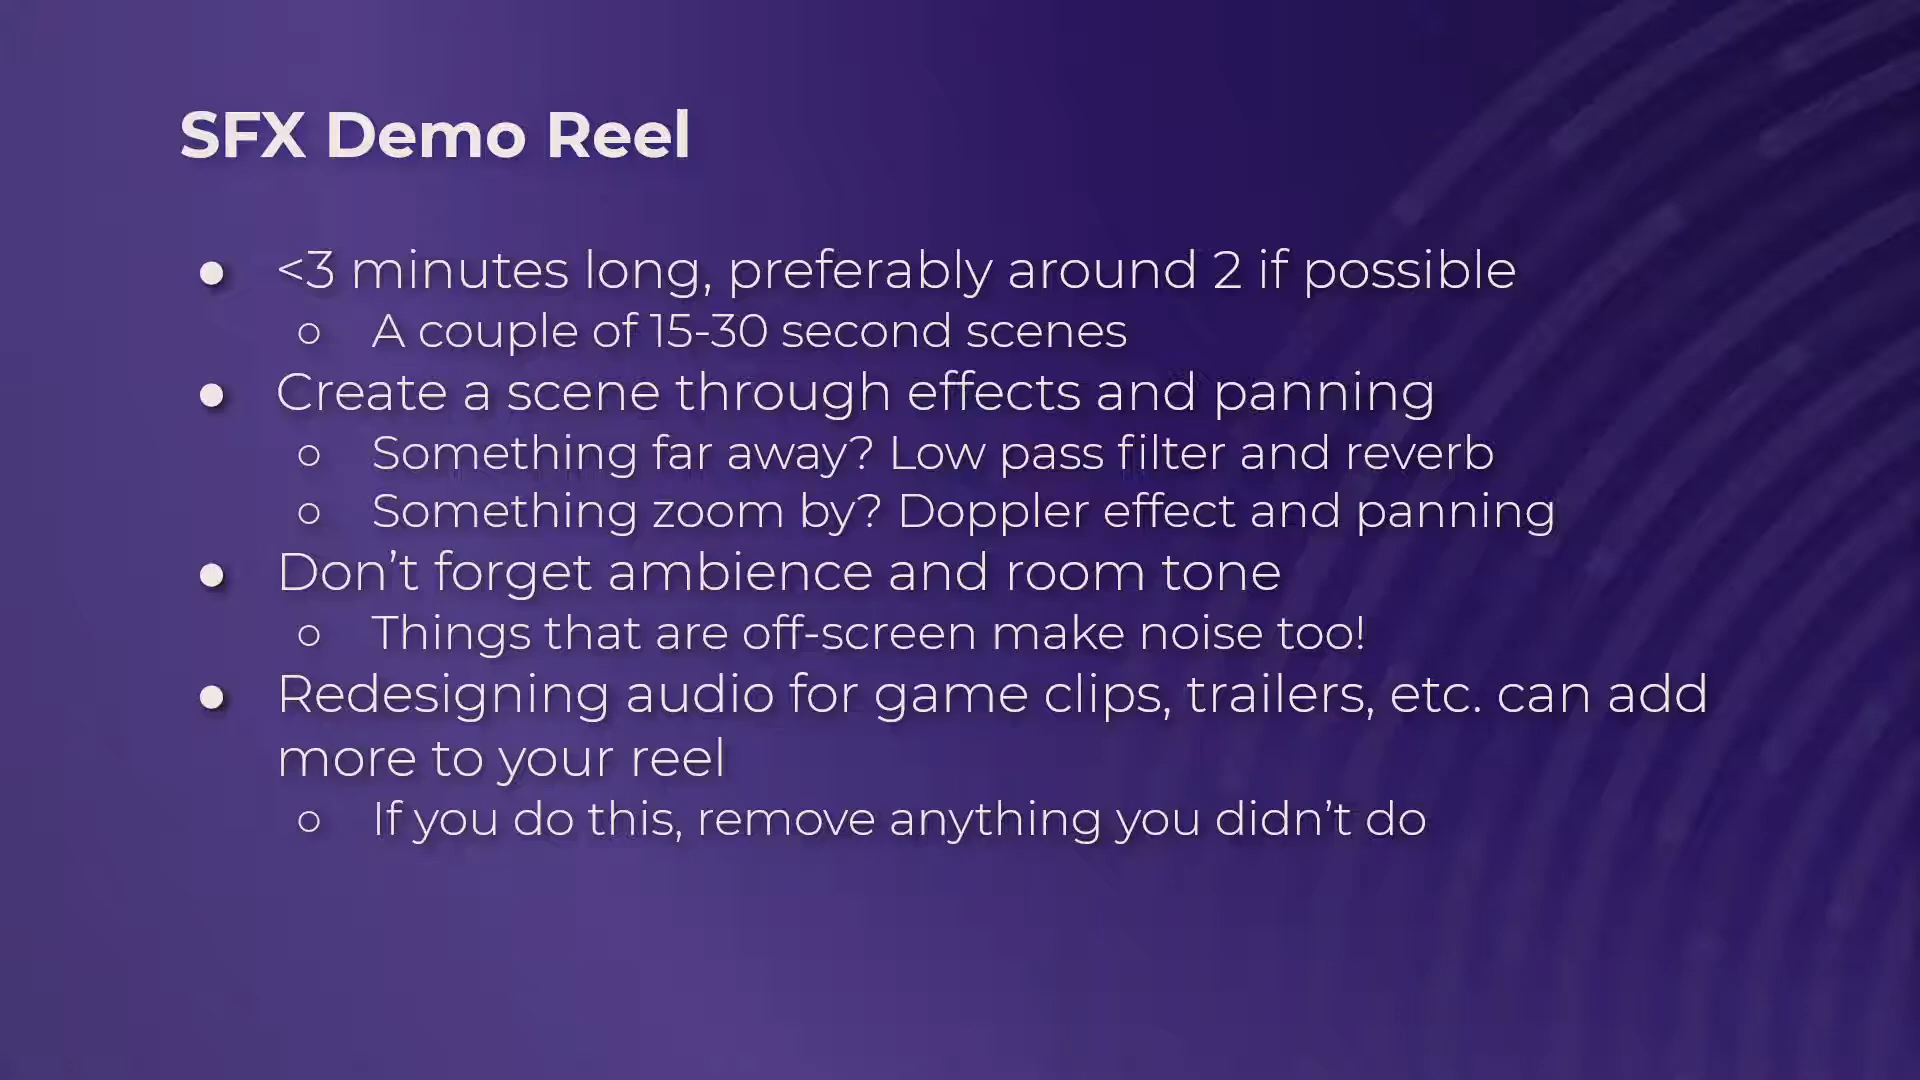 SFX Demo Reel
● <3 minutes long, preferably around 2 if possible
○ A couple of 15-30 second scenes
● Create a scene through effects and panning
○ Something far away? Low pass filter and reverb
○ Something zoom by? Doppler effect and panning
● Don’t forget ambience and room tone
○ Things that are off-screen make noise too!
● Redesigning audio for game clips, trailers, etc. can add
more to your reel
○ If you do this, remove anything you didn’t do